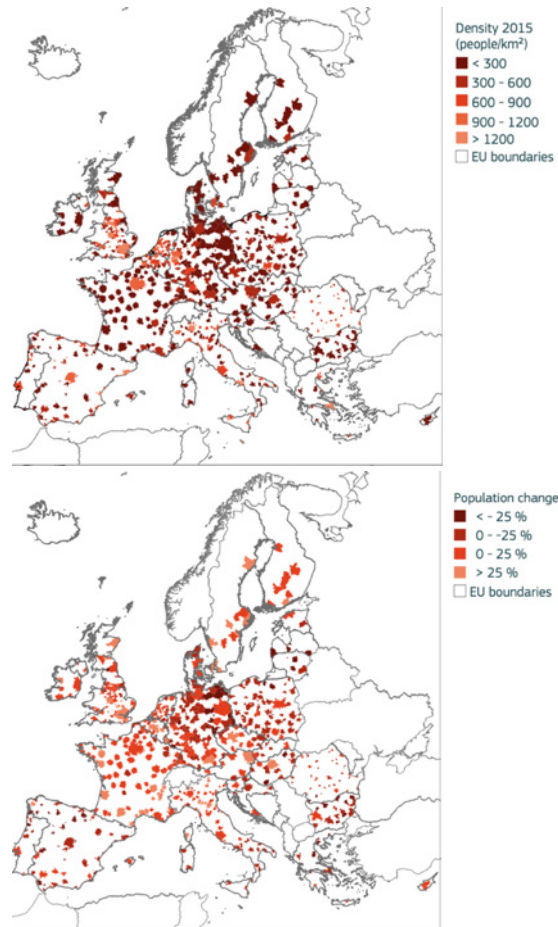 Density 2015
(people/km²)
< 300
300 - 600
600 - 900
900 - 1200
> 1200
EU boundaries
Population change
< - 25 %
0 - -25 %
0 - 25 %
> 25 %
EU boundaries